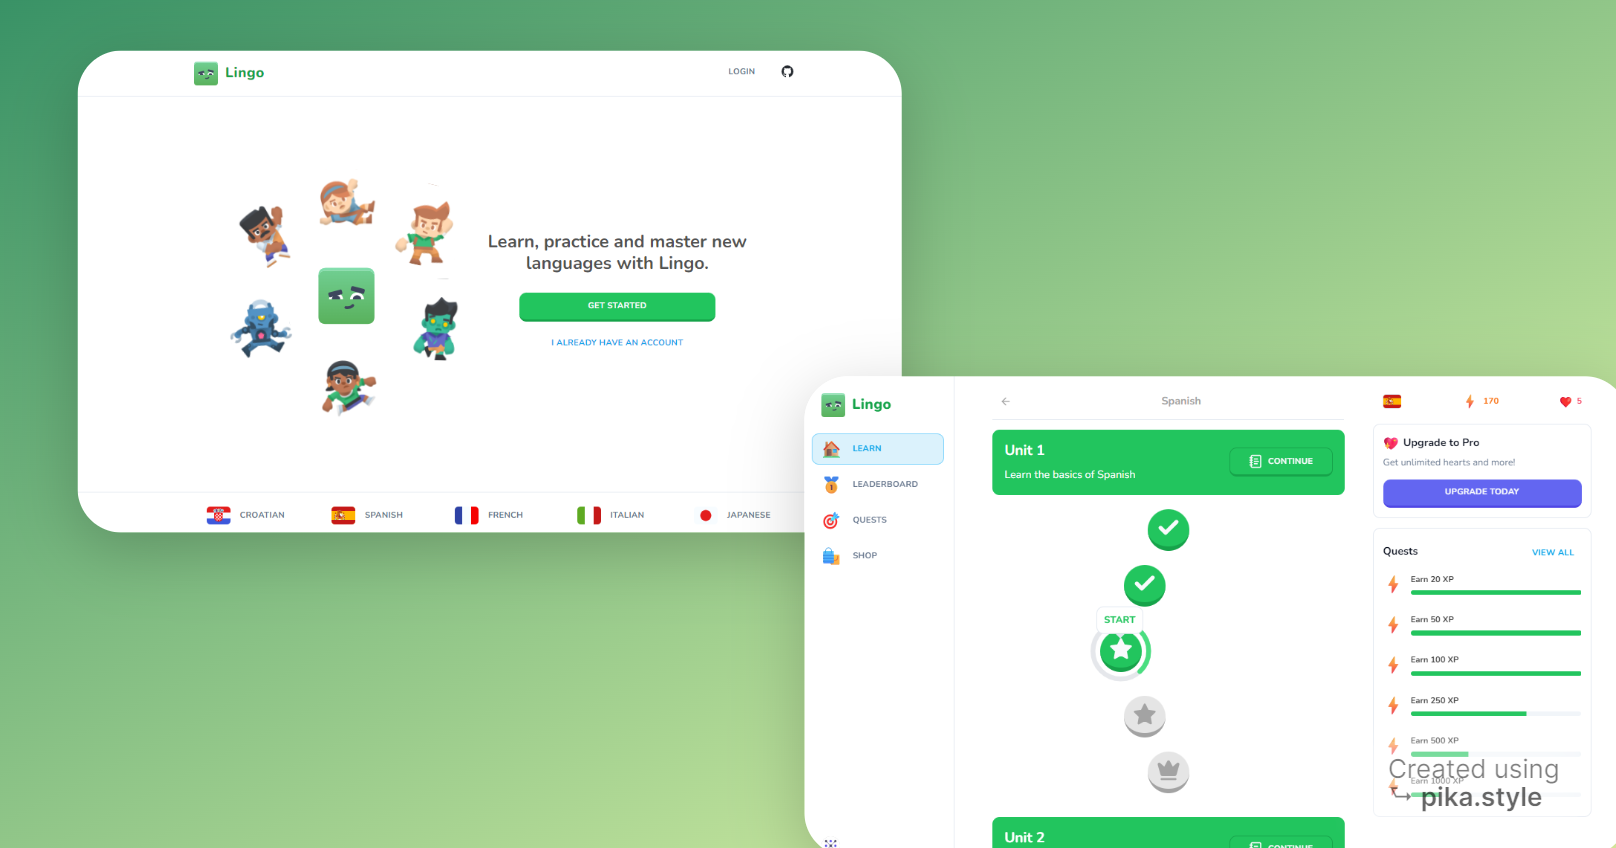 Lingo
LOGIN
Learn, practice and master new
languages with Lingo.
GET STARTED
I ALREADY HAVE AN ACCOUNT
CROATIAN
SPANISH
FRENCH
ITALIAN
JAPANESE
Lingo
LEARN
LEADERBOARD
QUESTS
SHOP
Spanish
Unit 1
Learn the basics of Spanish
CONTINUE
START
Unit 2
CONTINUE
170
5
Upgrade to Pro
Get unlimited hearts and more!
UPGRADE TODAY
Quests
VIEW ALL
Earn 20 XP
Earn 50 XP
Earn 100 XP
Earn 250 XP
Earn 500 XP
Earn 1000 XP
Created using
pika.style